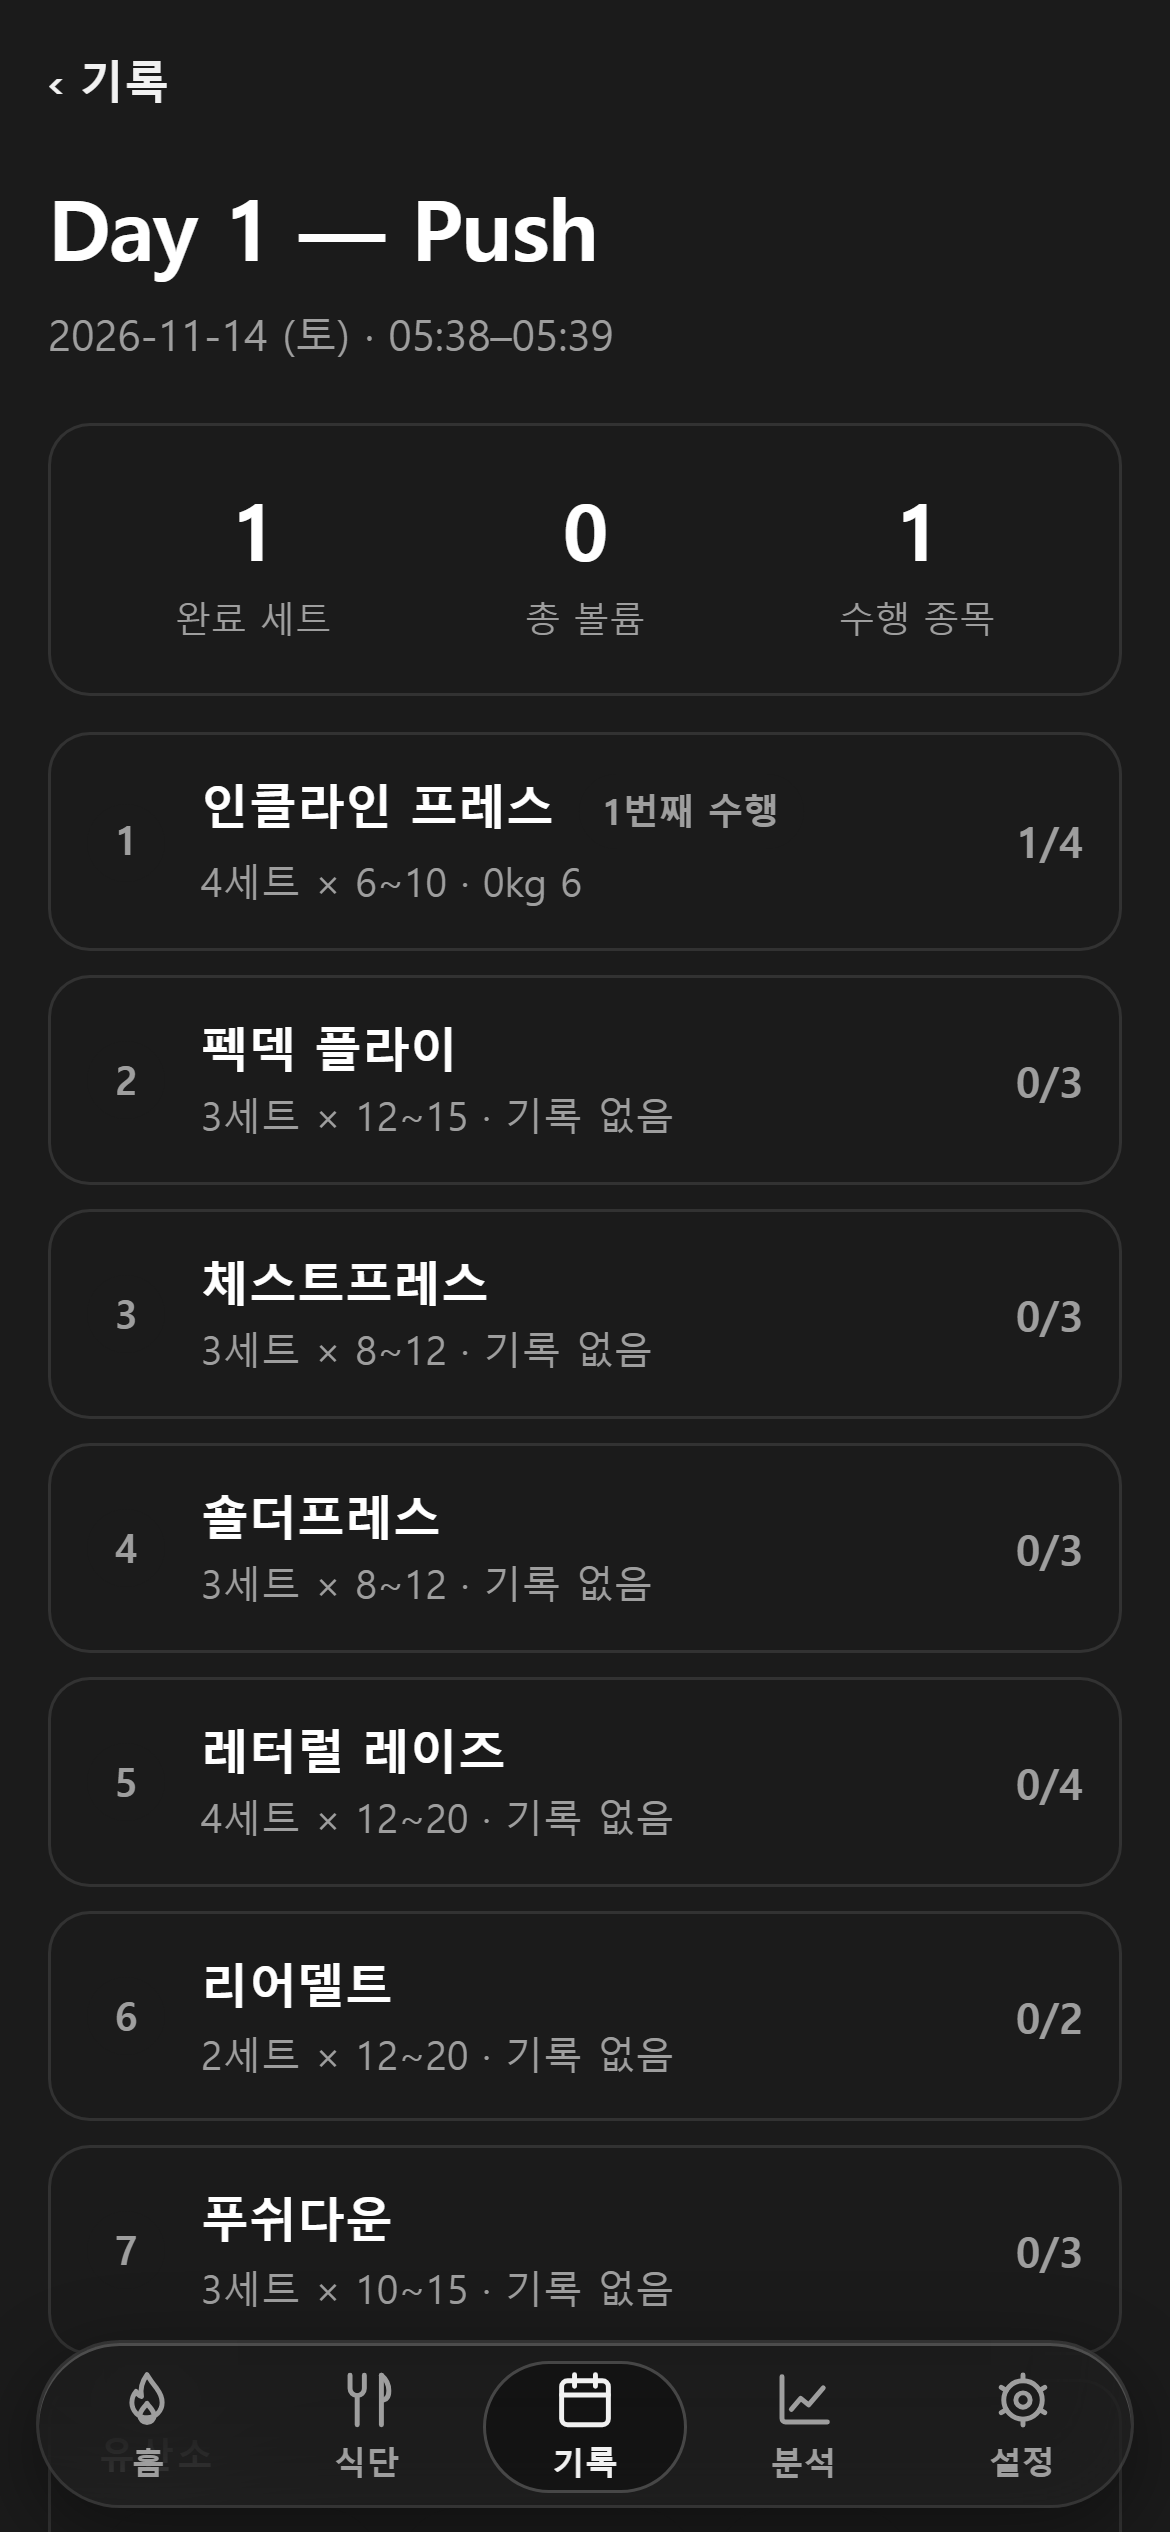 ‹ 기록
Day 1 — Push
2026-11-14 (토) · 05:38–05:39
1 0 1
완료 세트 총 볼륨 수행 종목
1 인클라인 프레스 1번째 수행 1/4
4세트 × 6~10 · 0kg 6
2 펙덱 플라이 0/3
3세트 × 12~15 · 기록 없음
3 체스트프레스 0/3
3세트 × 8~12 · 기록 없음
4 숄더프레스 0/3
3세트 × 8~12 · 기록 없음
5 레터럴 레이즈 0/4
4세트 × 12~20 · 기록 없음
6 리어델트 0/2
2세트 × 12~20 · 기록 없음
7 푸쉬다운 0/3
3세트 × 10~15 · 기록 없음
유산소
홈 식단 기록 분석 설정